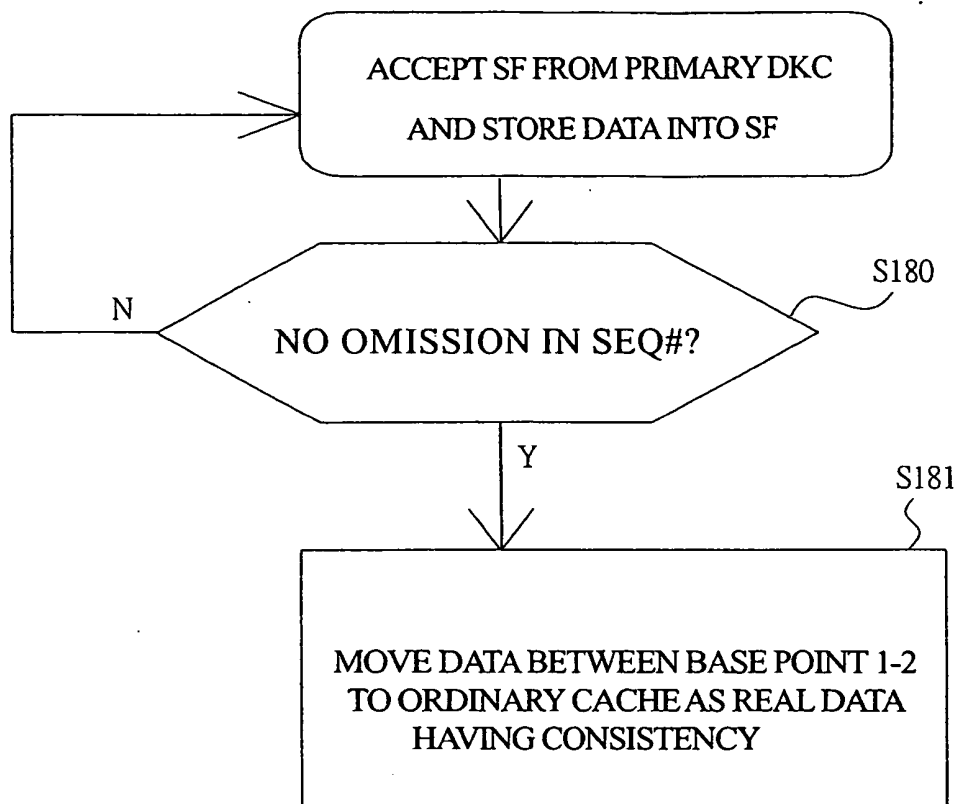 ACCEPT SF FROM PRIMARY DKC
AND STORE DATA INTO SF
S180
N
NO OMISSION IN SEQ#?
Y
S181
MOVE DATA BETWEEN BASE POINT 1-2
TO ORDINARY CACHE AS REAL DATA
HAVING CONSISTENCY